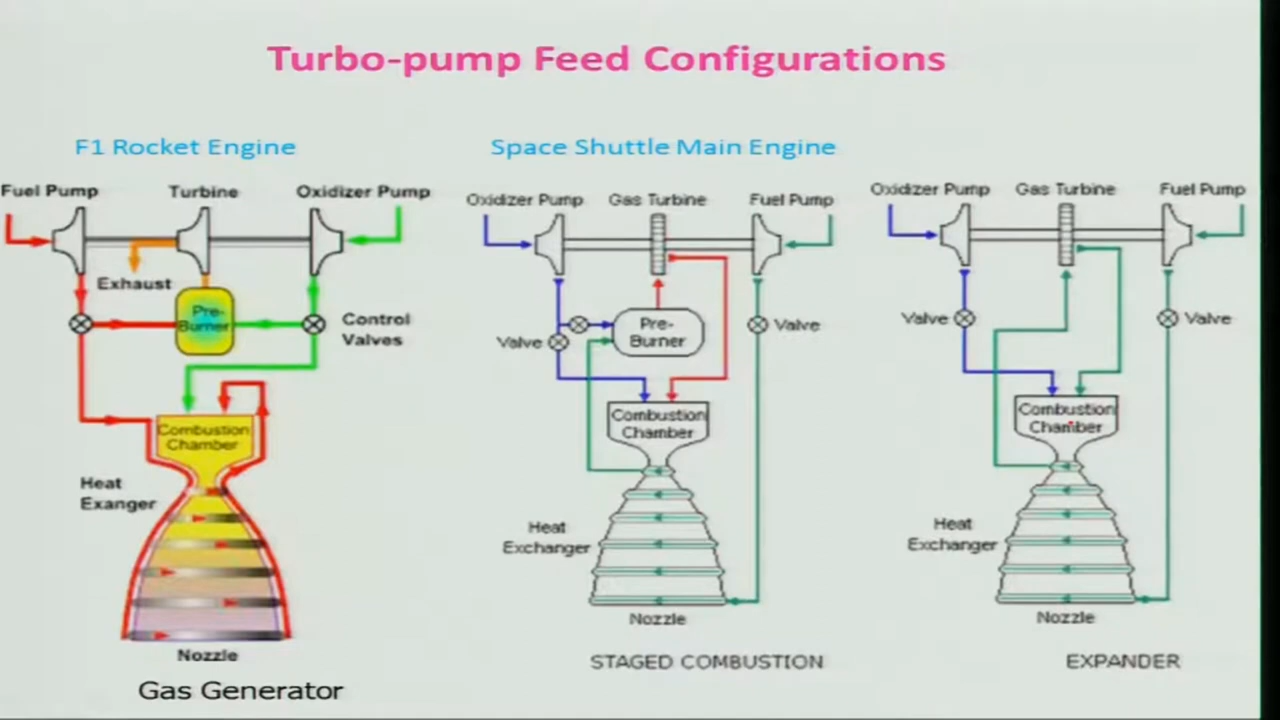 Turbo-pump Feed Configurations
F1 Rocket Engine
Fuel Pump
Turbine
Oxidizer Pump
Exhaust
Pre-
Burner
Control
Valves
Combustion
Chamber
Heat
Exanger
Nozzle
Gas Generator
Space Shuttle Main Engine
Oxidizer Pump
Gas Turbine
Fuel Pump
Pre-
Burner
Valve
Valve
Combustion
Chamber
Heat
Exchanger
Nozzle
STAGED COMBUSTION
Oxidizer Pump
Gas Turbine
Fuel Pump
Valve
Valve
Combustion
Chamber
Heat
Exchanger
Nozzle
EXPANDER